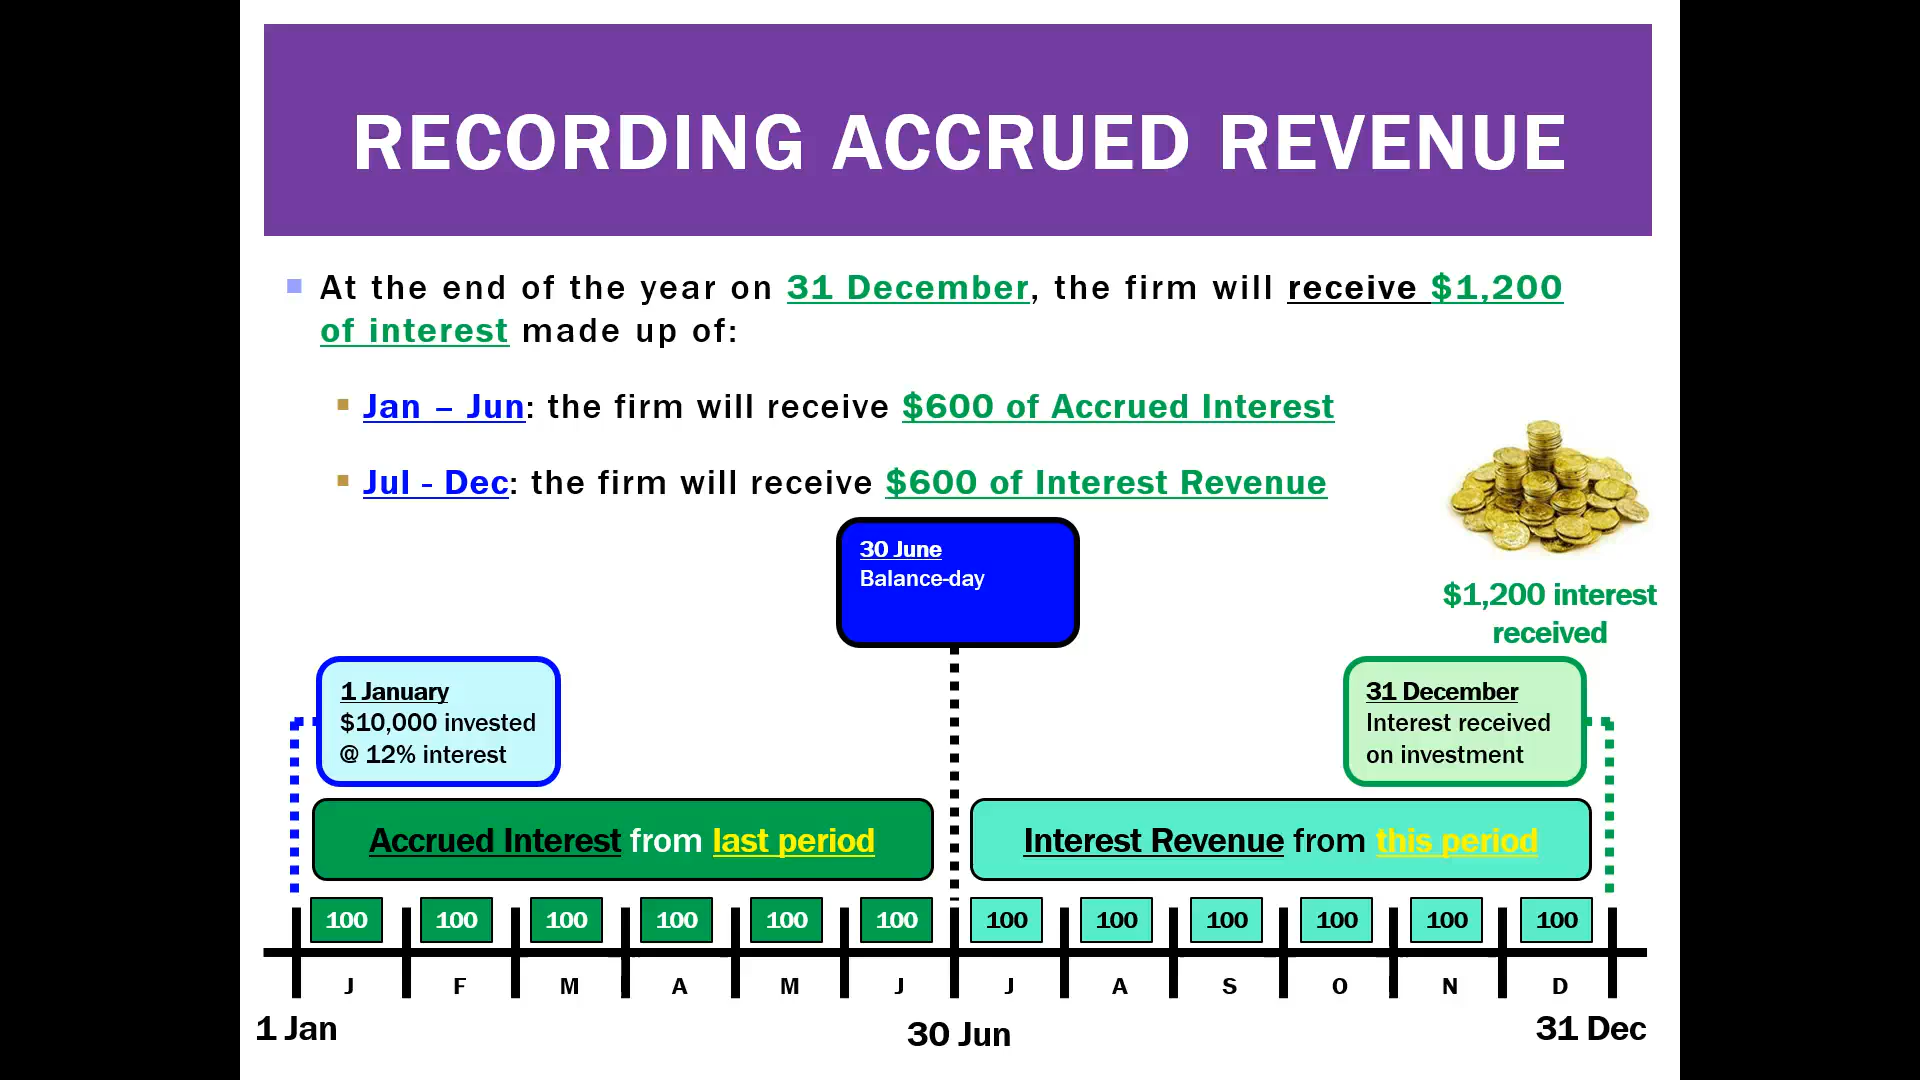 RECORDING ACCRUED REVENUE
At the end of the year on 31 December, the firm will receive $1,200
of interest made up of:
Jan – Jun: the firm will receive $600 of Accrued Interest
Jul - Dec: the firm will receive $600 of Interest Revenue
30 June
Balance-day
$1,200 interest
received
1 January
$10,000 invested
@ 12% interest
31 December
Interest received
on investment
Accrued Interest from last period
Interest Revenue from this period
100 100 100 100 100 100 100 100 100 100 100 100
J F M A M J J A S O N D
1 Jan 30 Jun 31 Dec